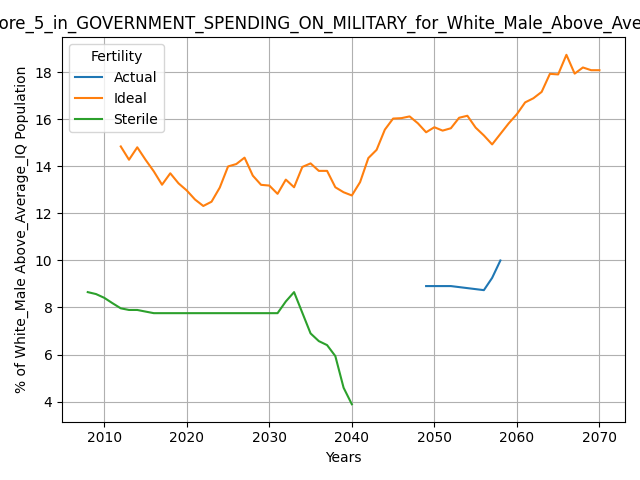 ore_5_in_GOVERNMENT_SPENDING_ON_MILITARY_for_White_Male_Above_Ave
Fertility
Actual
Ideal
Sterile
% of White_Male Above_Average_IQ Population
18
16
14
12
10
8
6
4
2010 2020 2030 2040 2050 2060 2070
Years